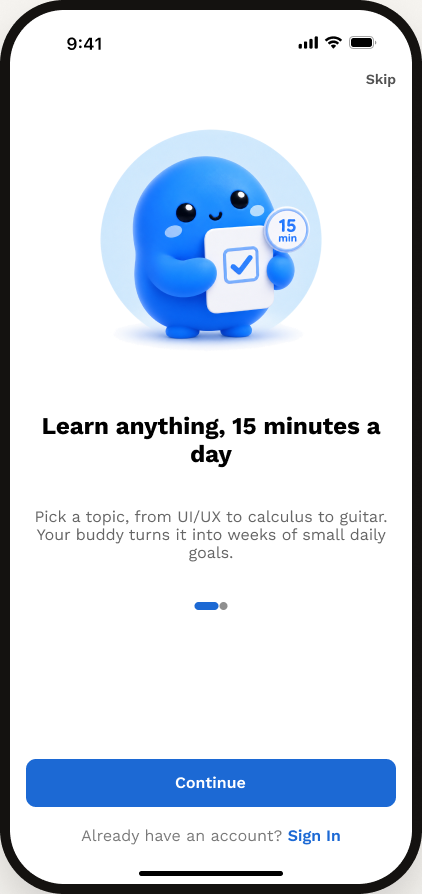 9:41
Skip
15
min
Learn anything, 15 minutes a
day
Pick a topic, from UI/UX to calculus to guitar.
Your buddy turns it into weeks of small daily
goals.
Continue
Already have an account? Sign In